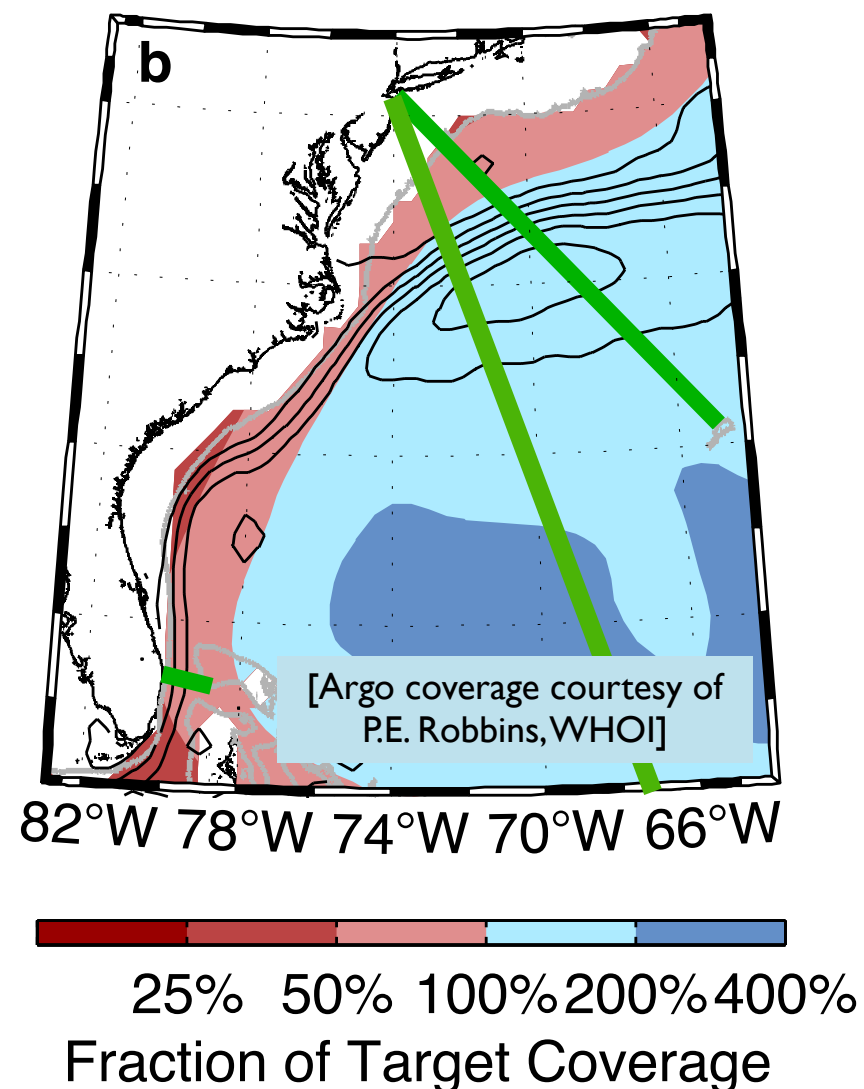 b
[Argo coverage courtesy of
P.E. Robbins, WHOI]
82°W 78°W 74°W 70°W 66°W
25% 50% 100% 200% 400%
Fraction of Target Coverage